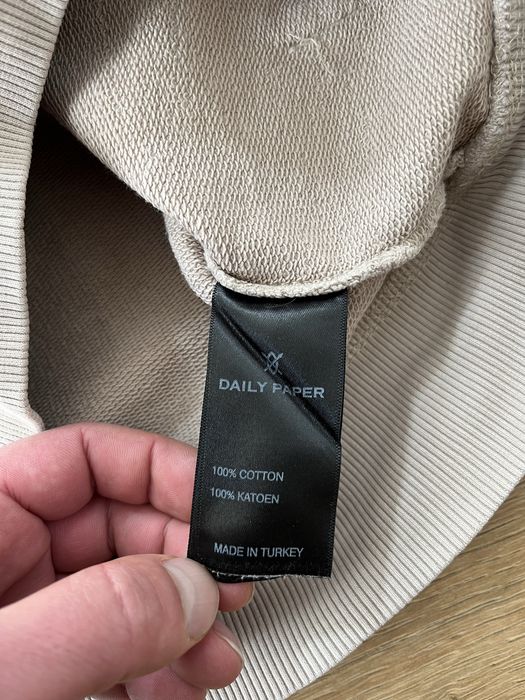 DAILY PAPER
100% COTTON
100% KATOEN
MADE IN TURKEY